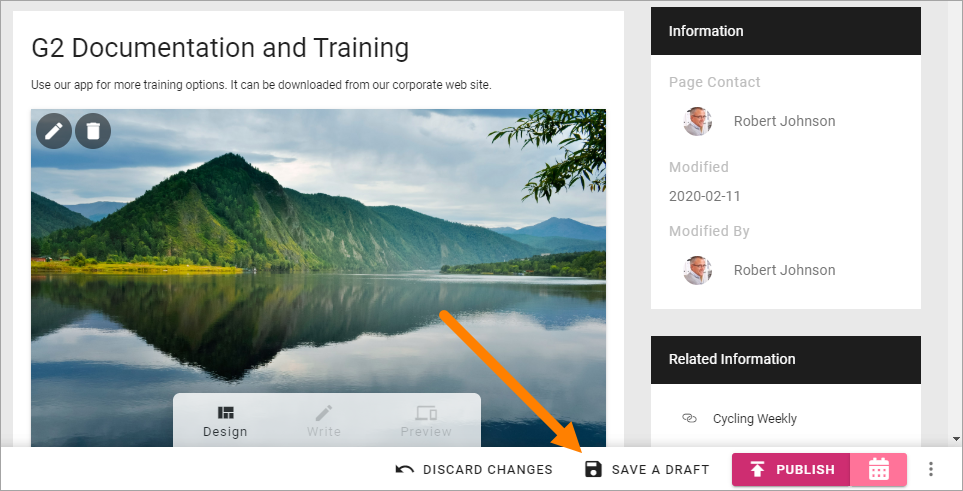 G2 Documentation and Training
Use our app for more training options. It can be downloaded from our corporate web site.
Design
Write
Preview
Information
Page Contact
Robert Johnson
Modified
2020-02-11
Modified By
Robert Johnson
Related Information
Cycling Weekly
DISCARD CHANGES
SAVE A DRAFT
PUBLISH